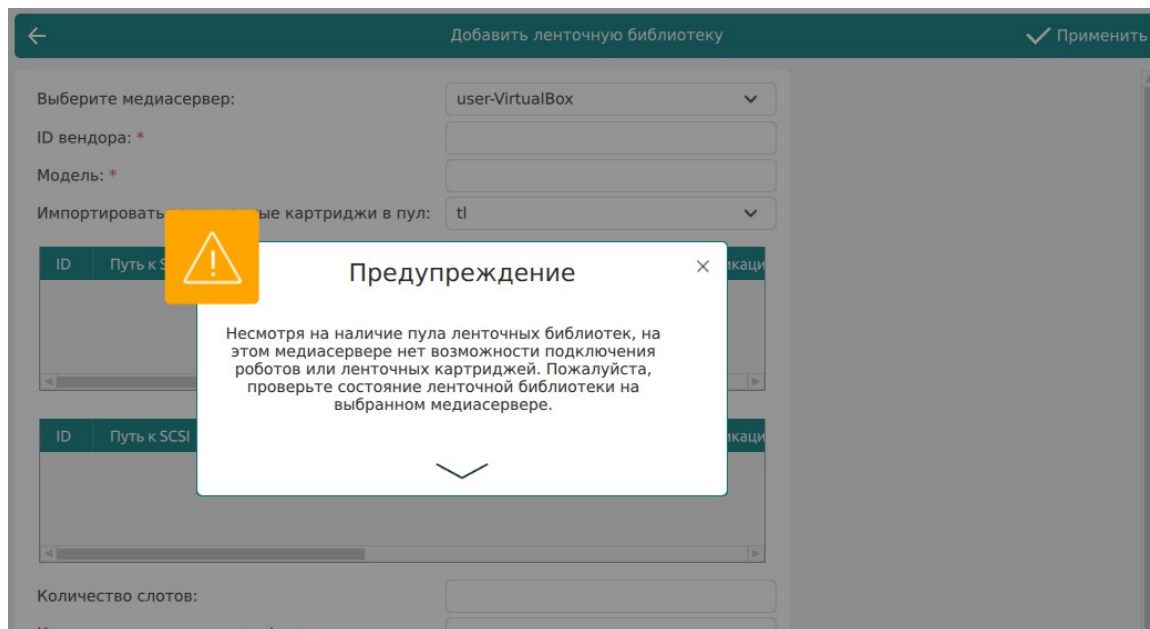 Добавить ленточную библиотеку
Применить
Выберите медиасервер:
user-VirtualBox
ID вендора: *
Модель: *
Импортировать ые картриджи в пул:
tl
ID Путь к S икаци
Предупреждение
Несмотря на наличие пула ленточных библиотек, на
этом медиасервере нет возможности подключения
роботов или ленточных картриджей. Пожалуйста,
проверьте состояние ленточной библиотеки на
выбранном медиасервере.
ID Путь к SCSI икаци
Количество слотов: